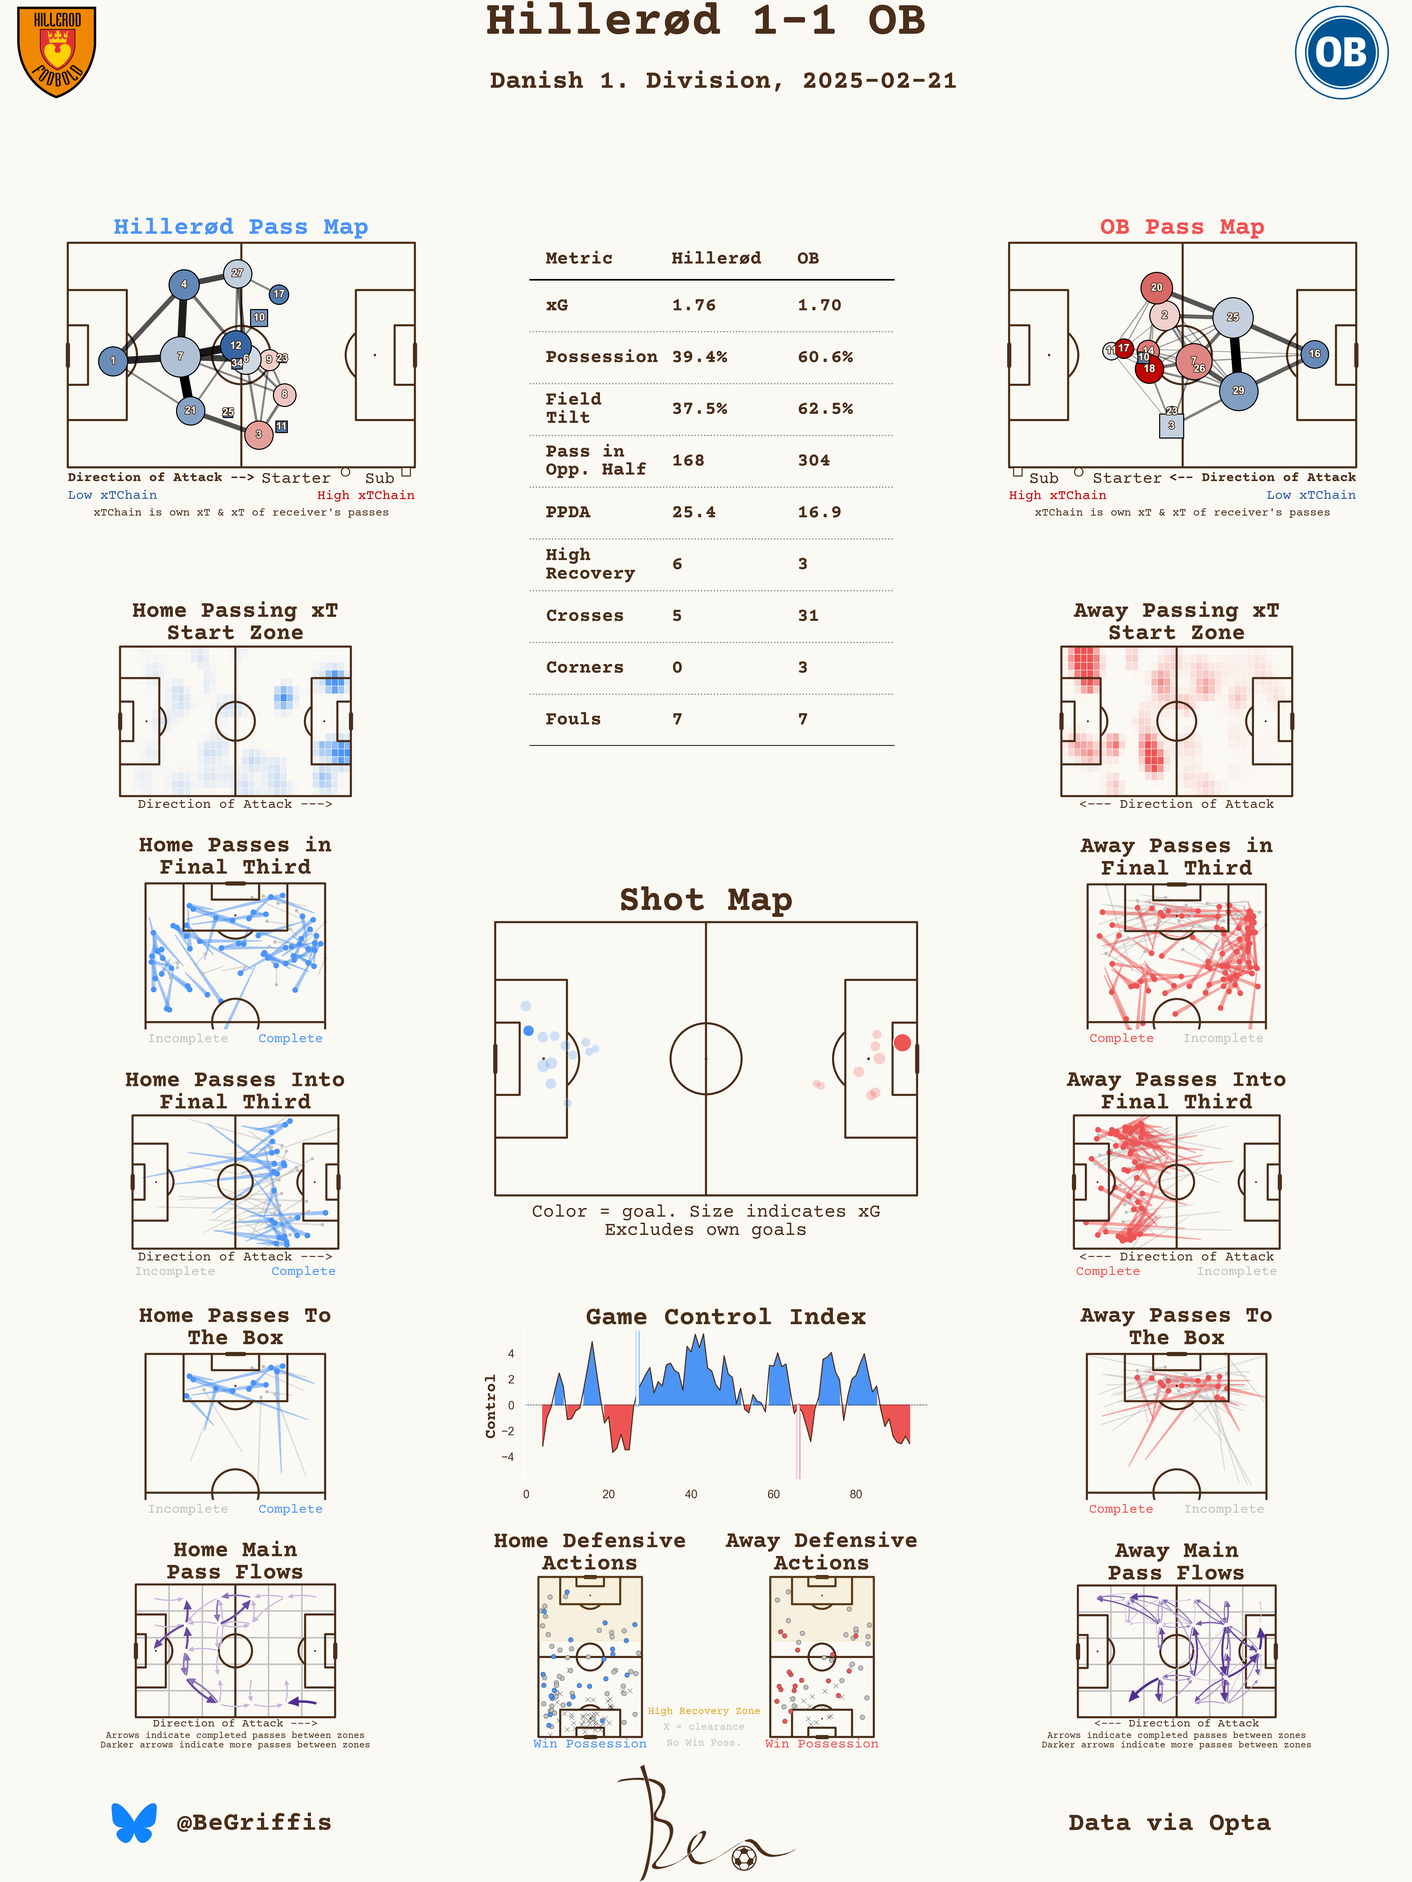 Hillerød 1-1 OB
Danish 1. Division, 2025-02-21
HILLERØD
FODBOLD
OB
Hillerød Pass Map
4
27
17
10
1
7
12
6
34
9
23
8
21
25
3
11
Direction of Attack --> Starter Sub
Low xTChain High xTChain
xTChain is own xT & xT of receiver's passes
Metric Hillerød OB
xG 1.76 1.70
Possession 39.4% 60.6%
Field
Tilt 37.5% 62.5%
Pass in
Opp. Half 168 304
PPDA 25.4 16.9
High
Recovery 6 3
Crosses 5 31
Corners 0 3
Fouls 7 7
OB Pass Map
20
2
25
11
17
14
10
18
7
26
16
29
23
3
Sub Starter <-- Direction of Attack
High xTChain Low xTChain
xTChain is own xT & xT of receiver's passes
Home Passing xT
Start Zone
Direction of Attack --->
Away Passing xT
Start Zone
<--- Direction of Attack
Home Passes in
Final Third
Incomplete Complete
Away Passes in
Final Third
Complete Incomplete
Shot Map
Color = goal. Size indicates xG
Excludes own goals
Home Passes Into
Final Third
Direction of Attack --->
Incomplete Complete
Away Passes Into
Final Third
<--- Direction of Attack
Complete Incomplete
Home Passes To
The Box
Incomplete Complete
Game Control Index
Control
4
2
0
−2
−4
0 20 40 60 80
Away Passes To
The Box
Complete Incomplete
Home Main
Pass Flows
Direction of Attack --->
Arrows indicate completed passes between zones
Darker arrows indicate more passes between zones
Home Defensive
Actions
Win Possession
High Recovery Zone
X = clearance
No Win Poss.
Away Defensive
Actions
Win Possession
Away Main
Pass Flows
<--- Direction of Attack
Arrows indicate completed passes between zones
Darker arrows indicate more passes between zones
@BeGriffis
Ben
Data via Opta